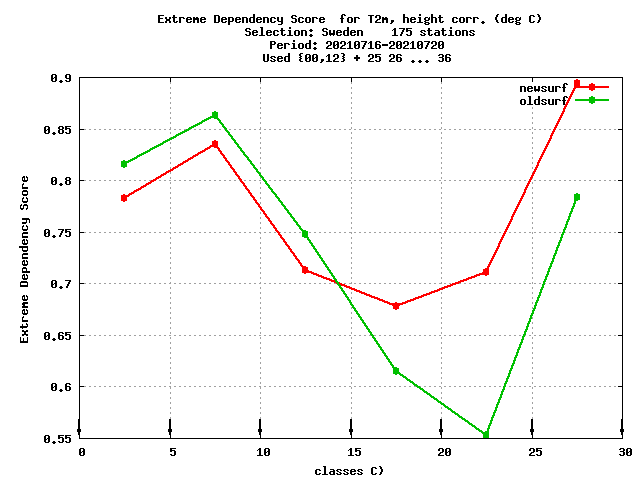 Extreme Dependency Score  for T2m, height corr. (deg C)
Selection: Sweden    175 stations
Period: 20210716-20210720
Used {00,12} + 25 26 ... 36
newsurf
oldsurf
0.9
0.85
0.8
0.75
0.7
0.65
0.6
0.55
Extreme Dependency Score
0 5 10 15 20 25 30
classes C)